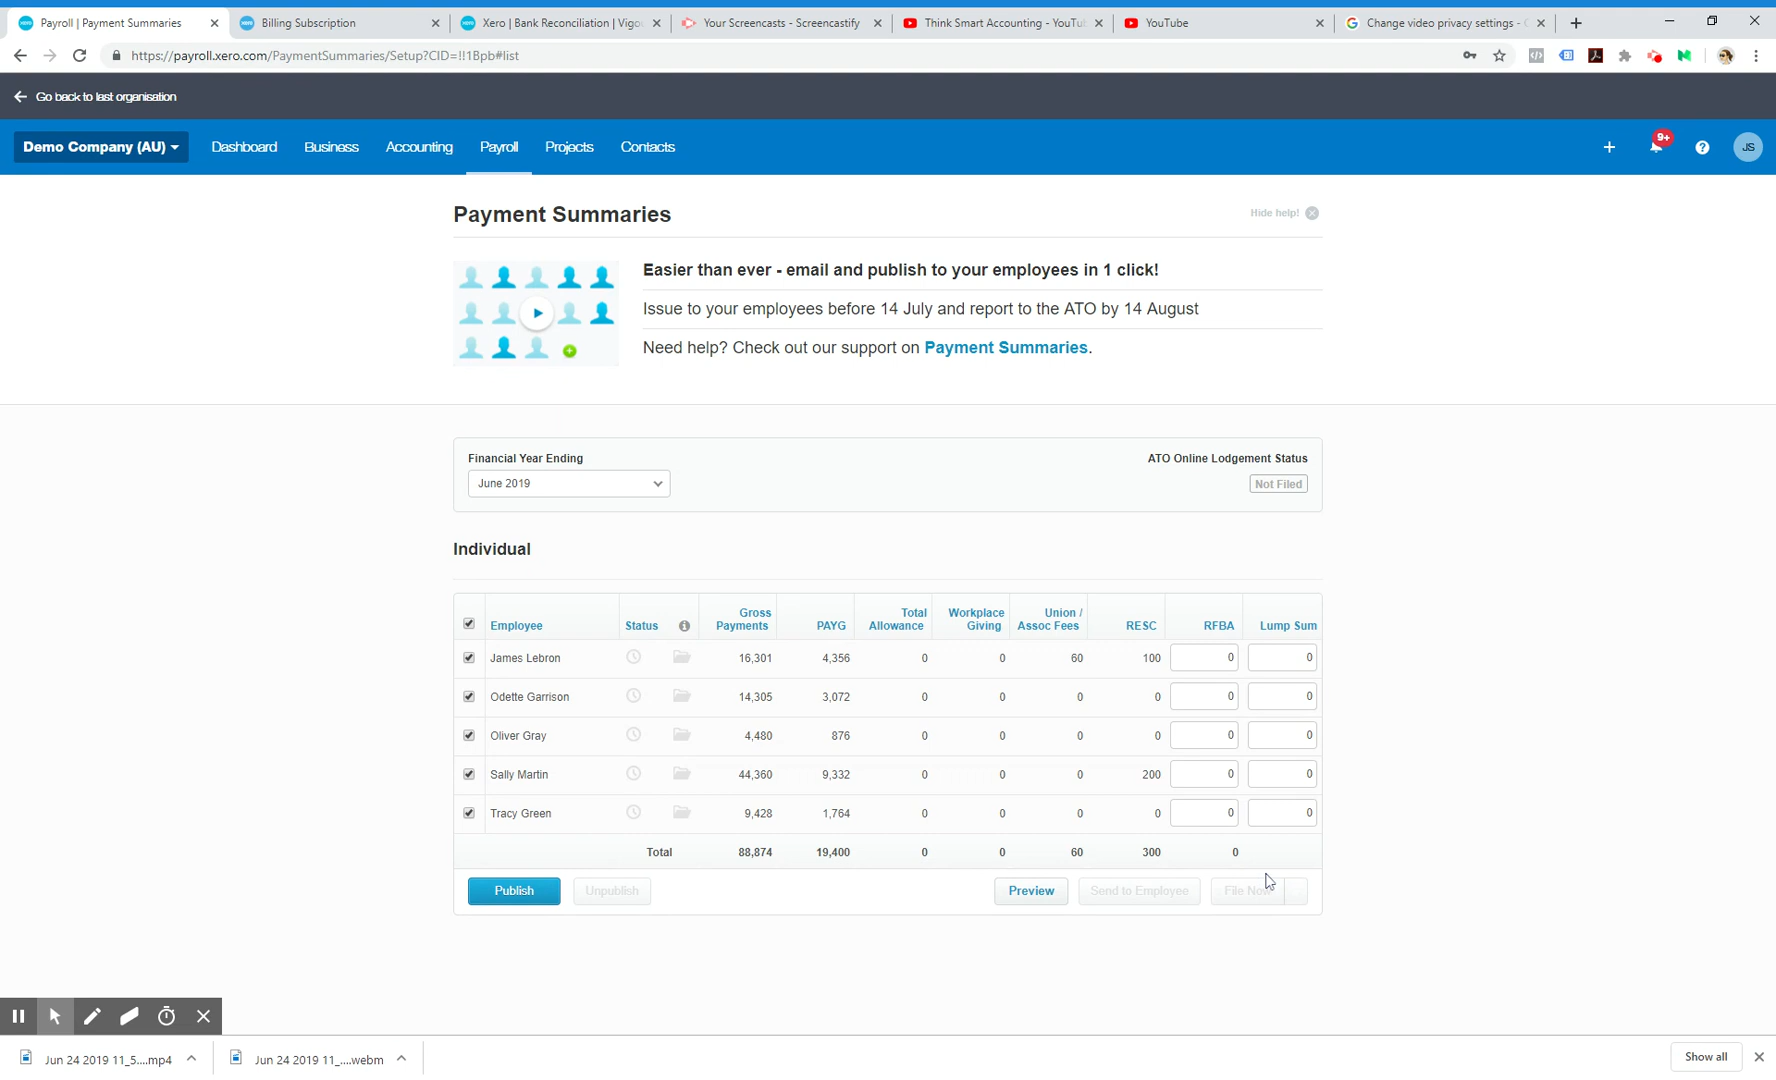 Payroll | Payment Summaries
Billing Subscription
Xero | Bank Reconciliation | Vigo
Your Screencasts - Screencastify
Think Smart Accounting - YouTu
YouTube
Change video privacy settings -
https://payroll.xero.com/PaymentSummaries/Setup?CID=!!1Bpb#list
Go back to last organisation
Demo Company (AU) Dashboard Business Accounting Payroll Projects Contacts 9+ ? JS
Payment Summaries Hide help!
Easier than ever - email and publish to your employees in 1 click!
Issue to your employees before 14 July and report to the ATO by 14 August
Need help? Check out our support on Payment Summaries.
Financial Year Ending ATO Online Lodgement Status
June 2019 Not Filed
Individual
Employee Status Gross Payments PAYG Total Allowance Workplace Giving Union / Assoc Fees RESC RFBA Lump Sum
James Lebron 16,301 4,356 0 0 60 100 0 0
Odette Garrison 14,305 3,072 0 0 0 0 0 0
Oliver Gray 4,480 876 0 0 0 0 0 0
Sally Martin 44,360 9,332 0 0 0 200 0 0
Tracy Green 9,428 1,764 0 0 0 0 0 0
Total 88,874 19,400 0 0 60 300 0
Publish Unpublish Preview Send to Employee File Now
Jun 24 2019 11_5....mp4 Jun 24 2019 11_....webm Show all